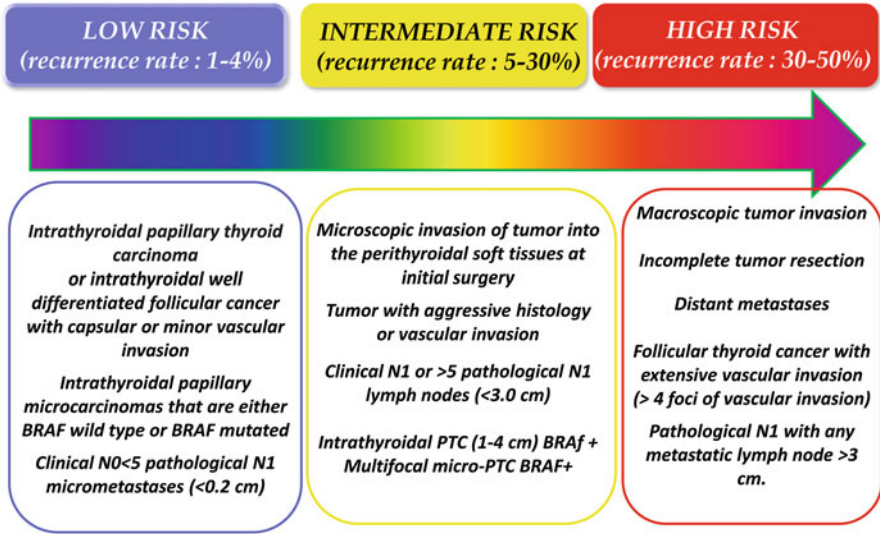 LOW RISK
(recurrence rate : 1-4%)
INTERMEDIATE RISK
(recurrence rate : 5-30%)
HIGH RISK
(recurrence rate : 30-50%)
Intrathyroidal papillary thyroid
carcinoma
or intrathyroidal well
differentiated follicular cancer
with capsular or minor vascular
invasion
Intrathyroidal papillary
microcarcinomas that are either
BRAF wild type or BRAF mutated
Clinical N0<5 pathological N1
micrometastases (<0.2 cm)
Microscopic invasion of tumor into
the perithyroidal soft tissues at
initial surgery
Tumor with aggressive histology
or vascular invasion
Clinical N1 or >5 pathological N1
lymph nodes (<3.0 cm)
Intrathyroidal PTC (1-4 cm) BRAf +
Multifocal micro-PTC BRAF+
Macroscopic tumor invasion
Incomplete tumor resection
Distant metastases
Follicular thyroid cancer with
extensive vascular invasion
(> 4 foci of vascular invasion)
Pathological N1 with any
metastatic lymph node >3
cm.